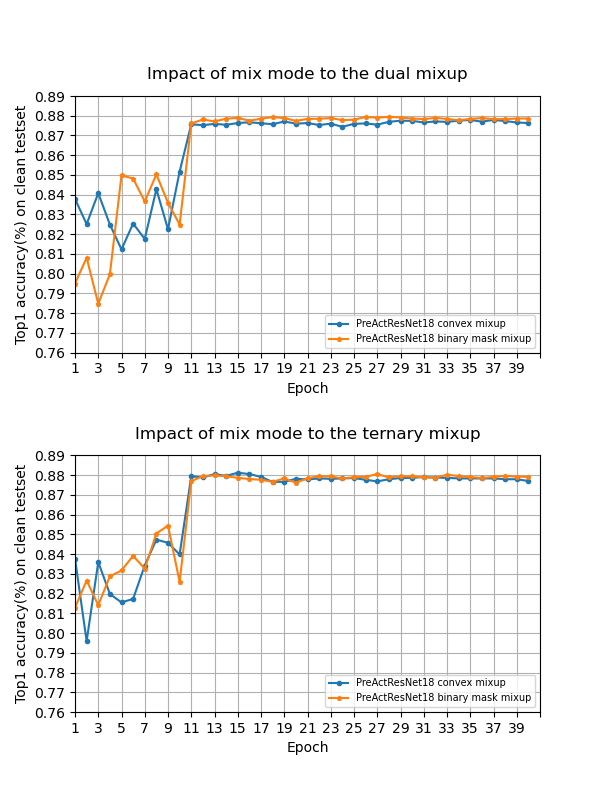 Impact of mix mode to the dual mixup
Top1 accuracy(%) on clean testset
0.89
0.88
0.87
0.86
0.85
0.84
0.83
0.82
0.81
0.80
0.79
0.78
0.77
0.76
PreActResNet18 convex mixup
PreActResNet18 binary mask mixup
1 3 5 7 9 11 13 15 17 19 21 23 25 27 29 31 33 35 37 39
Epoch
Impact of mix mode to the ternary mixup
Top1 accuracy(%) on clean testset
0.89
0.88
0.87
0.86
0.85
0.84
0.83
0.82
0.81
0.80
0.79
0.78
0.77
0.76
PreActResNet18 convex mixup
PreActResNet18 binary mask mixup
1 3 5 7 9 11 13 15 17 19 21 23 25 27 29 31 33 35 37 39
Epoch